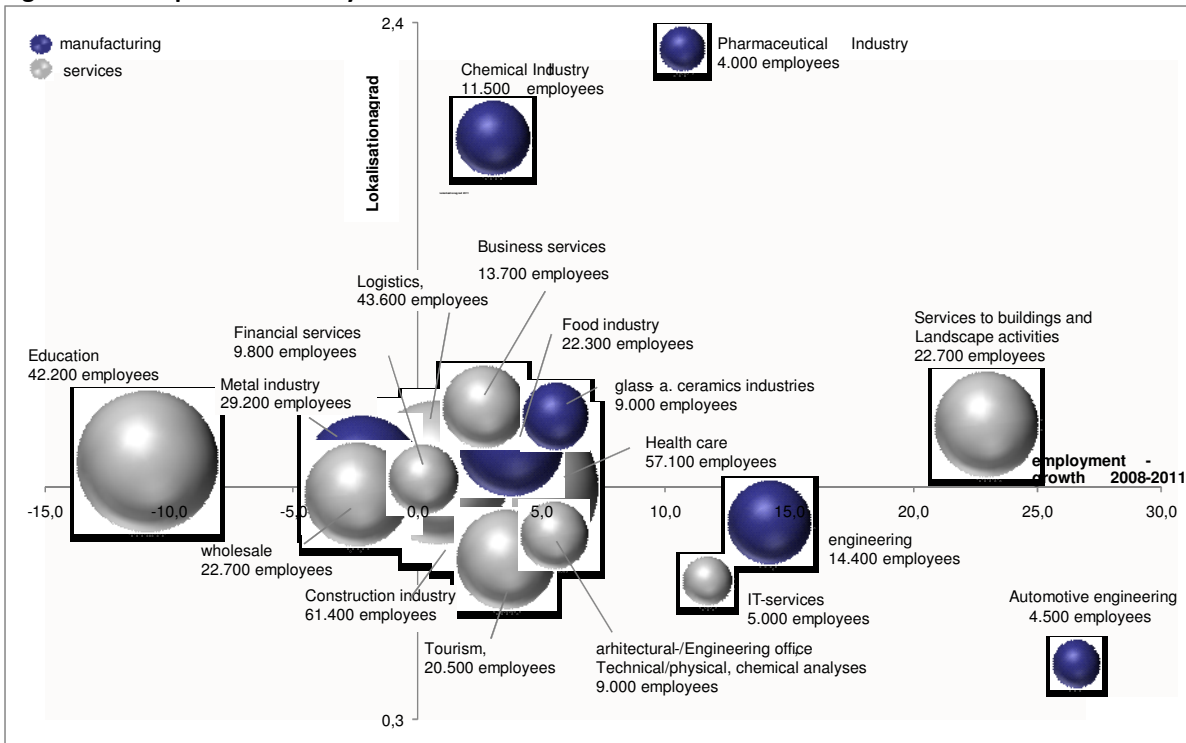 2,4
manufacturing
services
Lokalisationagrad
Pharmaceutical Industry
4.000 employees
Chemical Industry
11.500 employees
Business services
13.700 employees
Logistics,
43.600 employees
Financial services
9.800 employees
Food industry
22.300 employees
Services to buildings and
Landscape activities
22.700 employees
Education
42.200 employees
Metal industry
29.200 employees
glass- a. ceramics industries
9.000 employees
Health care
57.100 employees
employment -
growth 2008-2011
-15,0 -10,0 -5,0 0,0 5,0 10,0 15,0 20,0 25,0 30,0
wholesale
22.700 employees
engineering
14.400 employees
Construction industry
61.400 employees
IT-services
5.000 employees
Automotive engineering
4.500 employees
Tourism,
20.500 employees
arhitectural-/Engineering office,
Technical/physical, chemical analyses
9.000 employees
0,3